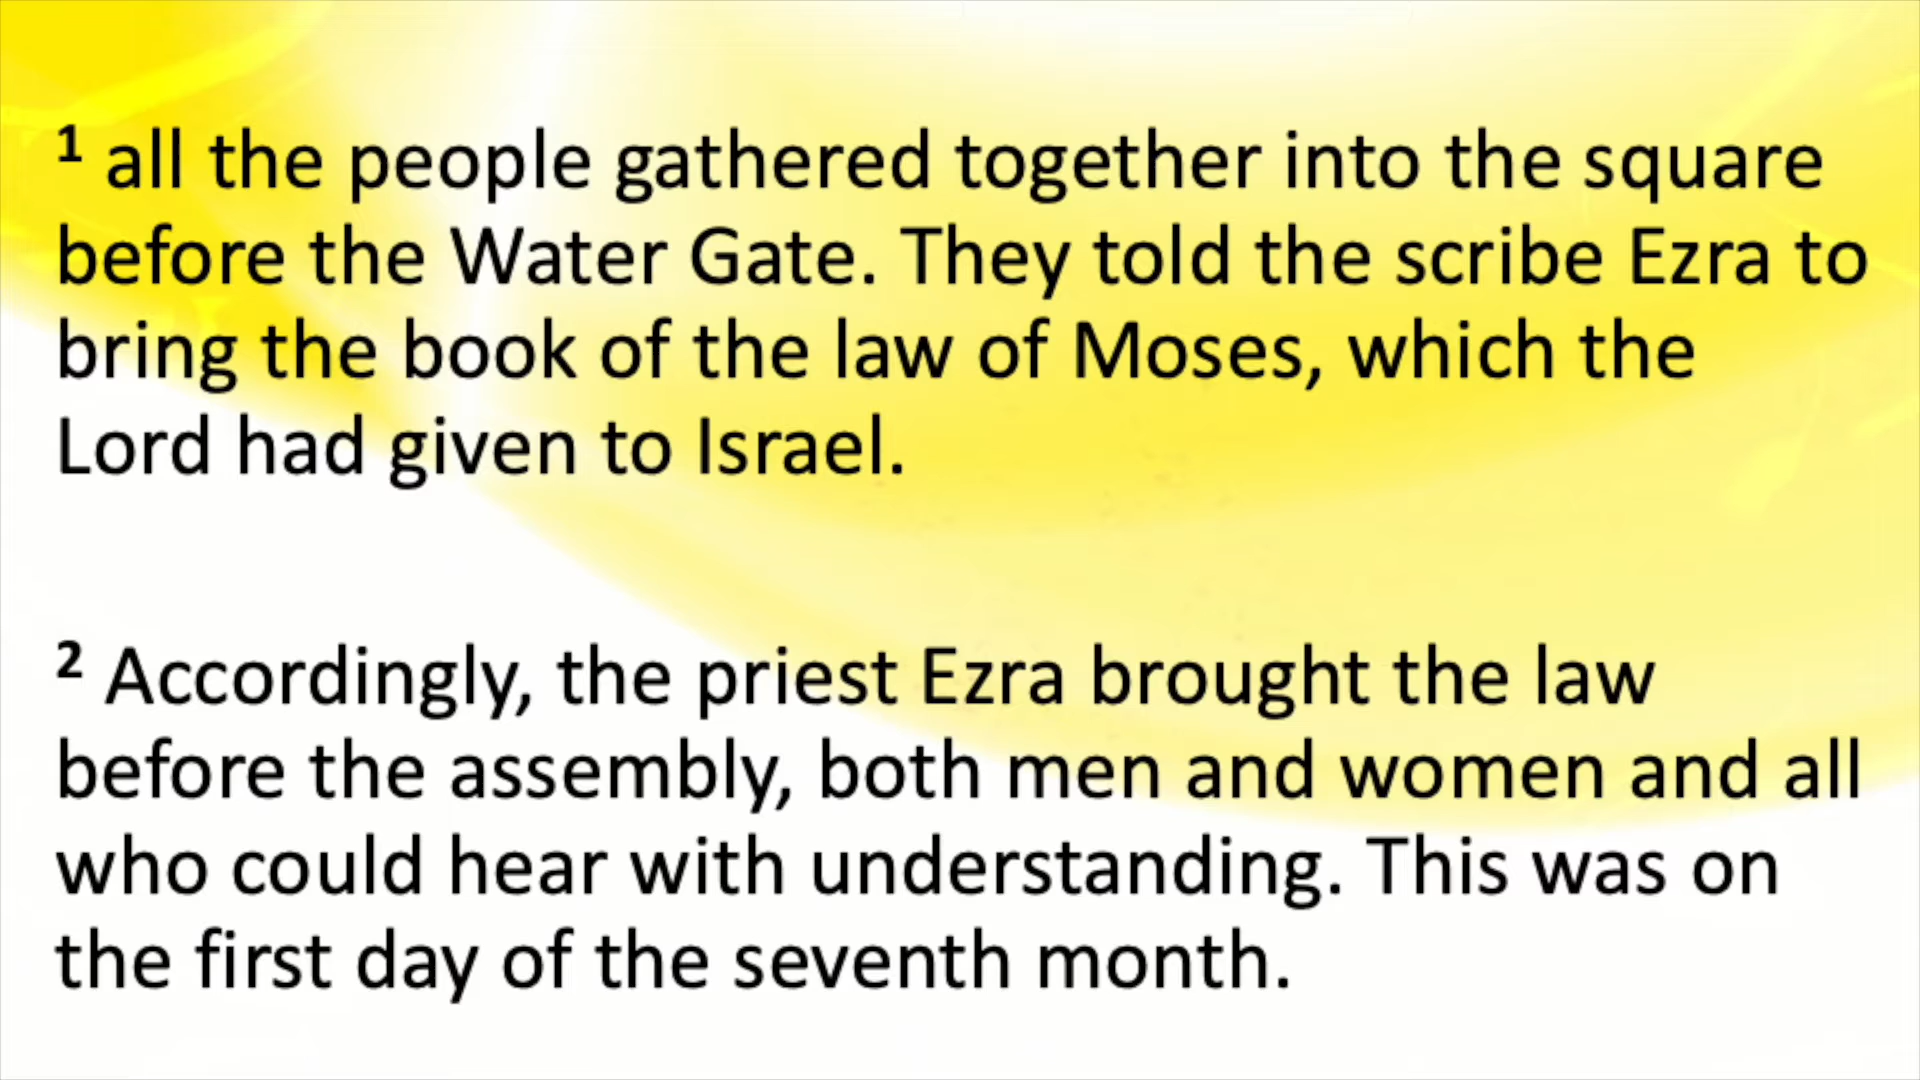 ¹ all the people gathered together into the square
before the Water Gate. They told the scribe Ezra to
bring the book of the law of Moses, which the
Lord had given to Israel.
² Accordingly, the priest Ezra brought the law
before the assembly, both men and women and all
who could hear with understanding. This was on
the first day of the seventh month.